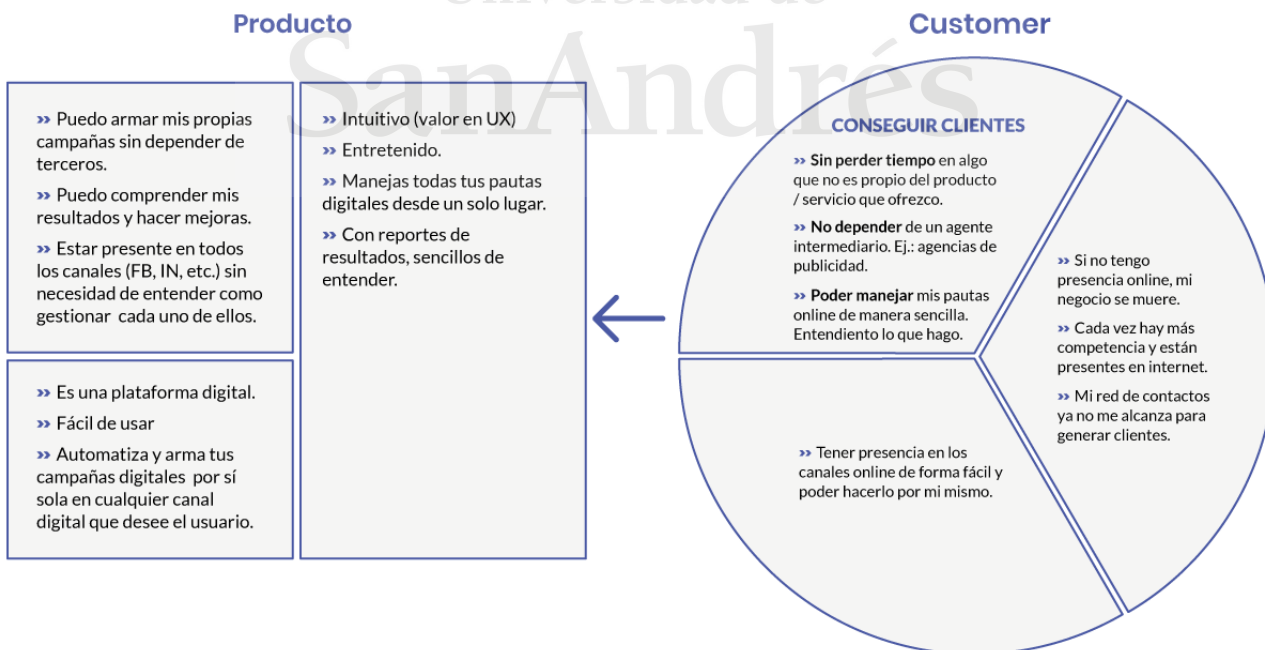 Universidad de
SanAndrés
Producto
›› Puedo armar mis propias
campañas sin depender de
terceros.
›› Puedo comprender mis
resultados y hacer mejoras.
›› Estar presente en todos
los canales (FB, IN, etc.) sin
necesidad de entender como
gestionar cada uno de ellos.
›› Es una plataforma digital.
›› Fácil de usar
›› Automatiza y arma tus
campañas digitales por sí
sola en cualquier canal
digital que desee el usuario.
›› Intuitivo (valor en UX)
›› Entretenido.
›› Manejas todas tus pautas
digitales desde un solo lugar.
›› Con reportes de
resultados, sencillos de
entender.
Customer
CONSEGUIR CLIENTES
›› Sin perder tiempo en algo
que no es propio del producto
/ servicio que ofrezco.
›› No depender de un agente
intermediario. Ej.: agencias de
publicidad.
›› Poder manejar mis pautas
online de manera sencilla.
Entendiento lo que hago.
›› Si no tengo
presencia online, mi
negocio se muere.
›› Cada vez hay más
competencia y están
presentes en internet.
›› Mi red de contactos
ya no me alcanza para
generar clientes.
›› Tener presencia en los
canales online de forma fácil y
poder hacerlo por mi mismo.